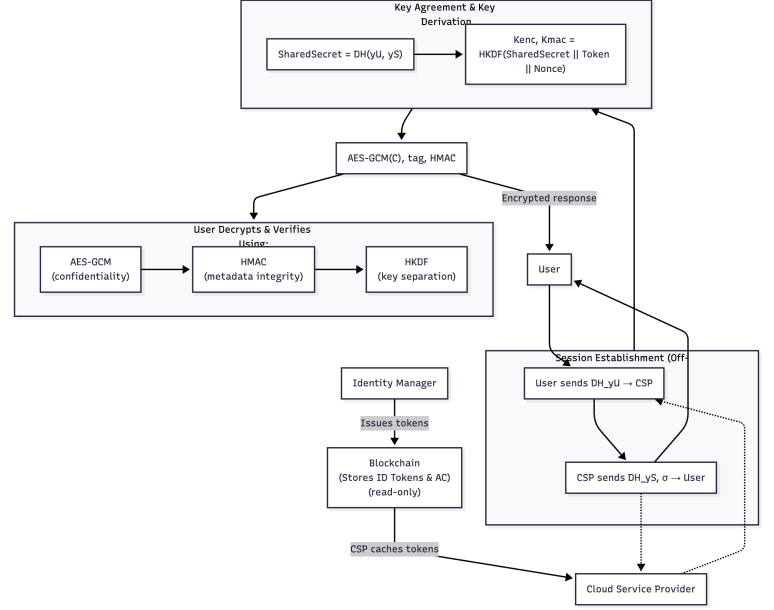 Key Agreement & Key
Derivation
SharedSecret = DH(yU, yS)
Kenc, Kmac =
HKDF(SharedSecret || Token
|| Nonce)
AES-GCM(C), tag, HMAC
Encrypted response
User Decrypts & Verifies
Using:
AES-GCM
(confidentiality)
HMAC
(metadata integrity)
HKDF
(key separation)
User
Session Establishment (Off-
User sends DH_yU → CSP
Identity Manager
Issues tokens
Blockchain
(Stores ID Tokens & AC)
(read-only)
CSP sends DH_yS, σ → User
CSP caches tokens
Cloud Service Provider